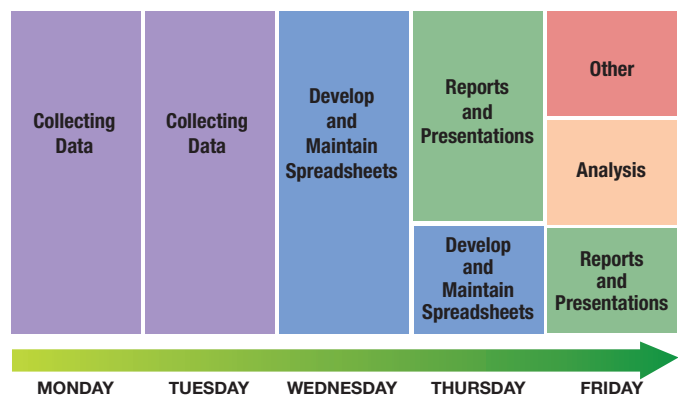 Collecting
Data
Collecting
Data
Develop
and
Maintain
Spreadsheets
Reports
and
Presentations
Develop
and
Maintain
Spreadsheets
Other
Analysis
Reports
and
Presentations
MONDAY
TUESDAY
WEDNESDAY
THURSDAY
FRIDAY